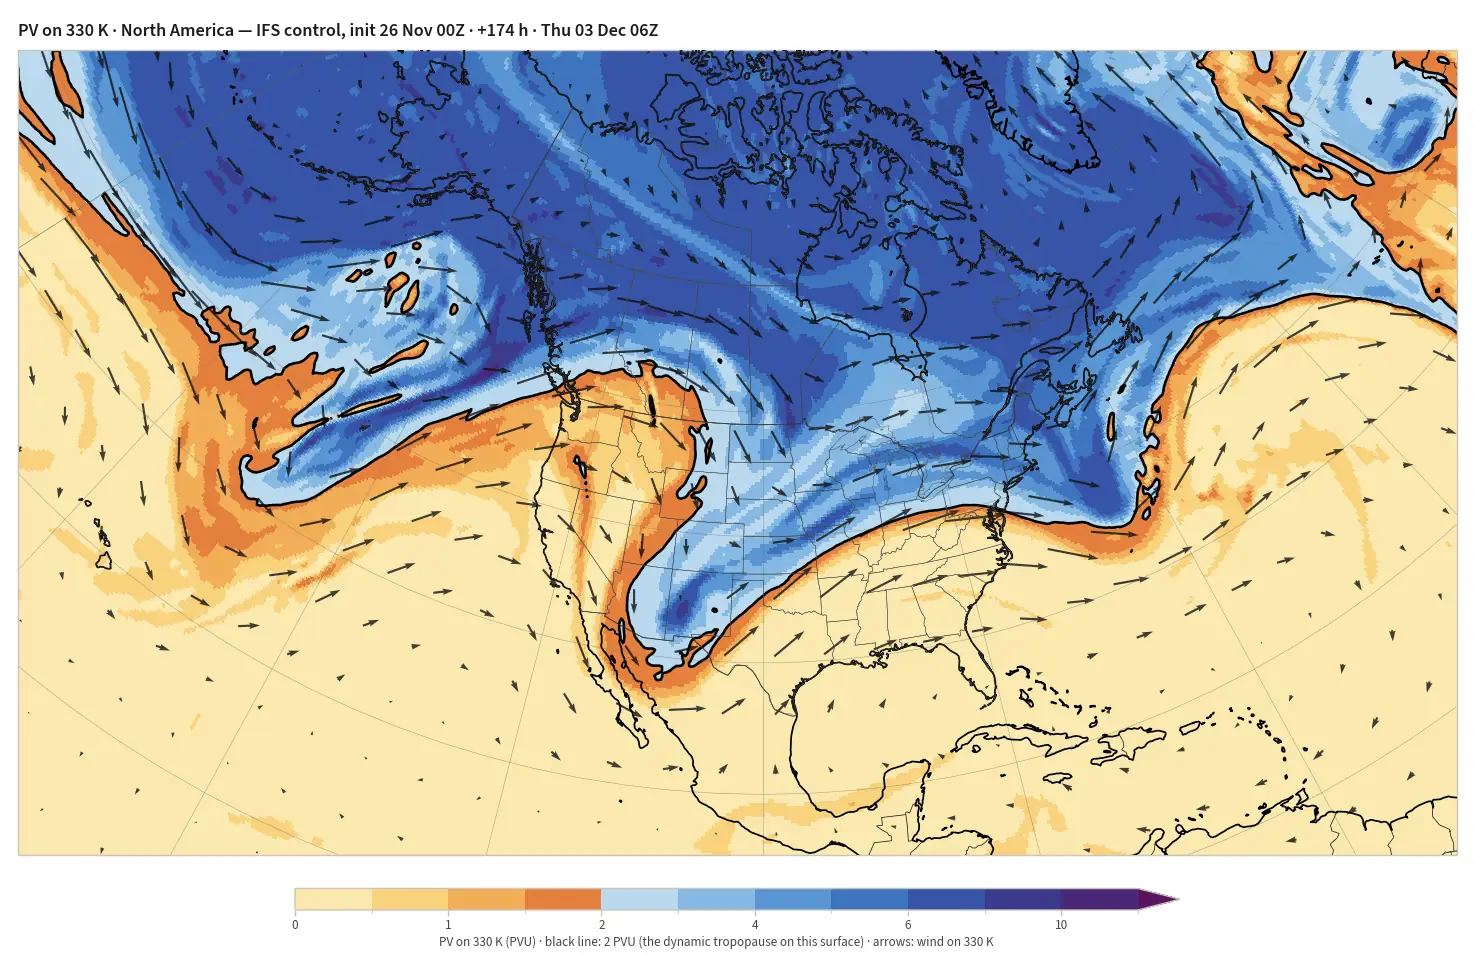 PV on 330 K · North America — IFS control, init 26 Nov 00Z · +174 h · Thu 03 Dec 06Z
0 1 2 4 6 10
PV on 330 K (PVU) · black line: 2 PVU (the dynamic tropopause on this surface) · arrows: wind on 330 K